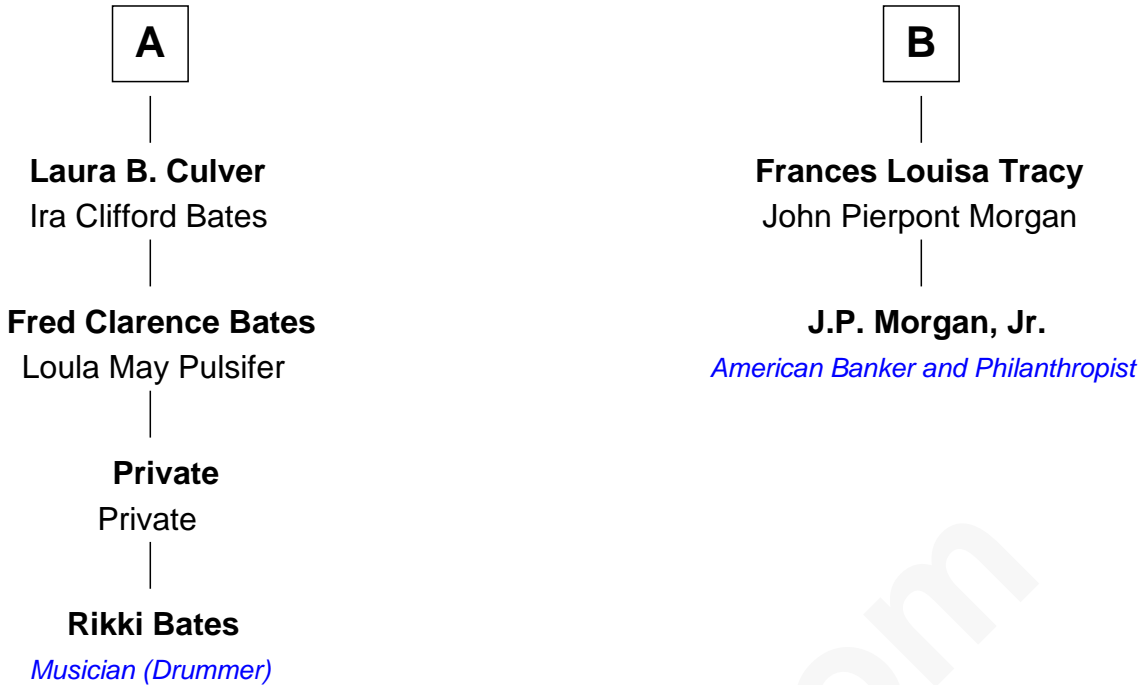 A
Laura B. Culver
Ira Clifford Bates
Fred Clarence Bates
Loula May Pulsifer
Private
Private
Rikki Bates
Musician (Drummer)
B
Frances Louisa Tracy
John Pierpont Morgan
J.P. Morgan, Jr.
American Banker and Philanthropist
om